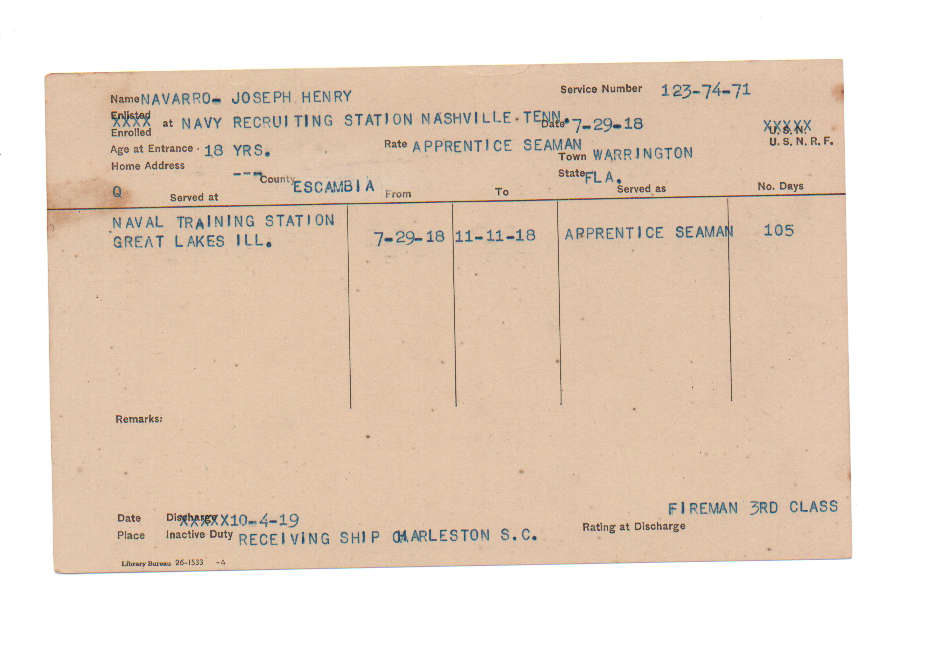 Name NAVARRO- JOSEPH HENRY Service Number 123-74-71
Enlisted XXXX
Enrolled at NAVY RECRUITING STATION NASHVILLE. TENN. Date 7-29-18 U.S.N. XXXXX
Age at Entrance 18 YRS. Rate APPRENTICE SEAMAN U. S. N. R. F.
Home Address --- County ESCAMBIA Town WARRINGTON
State FLA.
Q Served at From To Served as No. Days
NAVAL TRAINING STATION
GREAT LAKES ILL. 7-29-18 11-11-18 APPRENTICE SEAMAN 105
Remarks:
FIREMAN 3RD CLASS
Date Discharge XXXXX 10-4-19
Place Inactive Duty RECEIVING SHIP CHARLESTON S.C. Rating at Discharge
Library Bureau 26-1533 -4